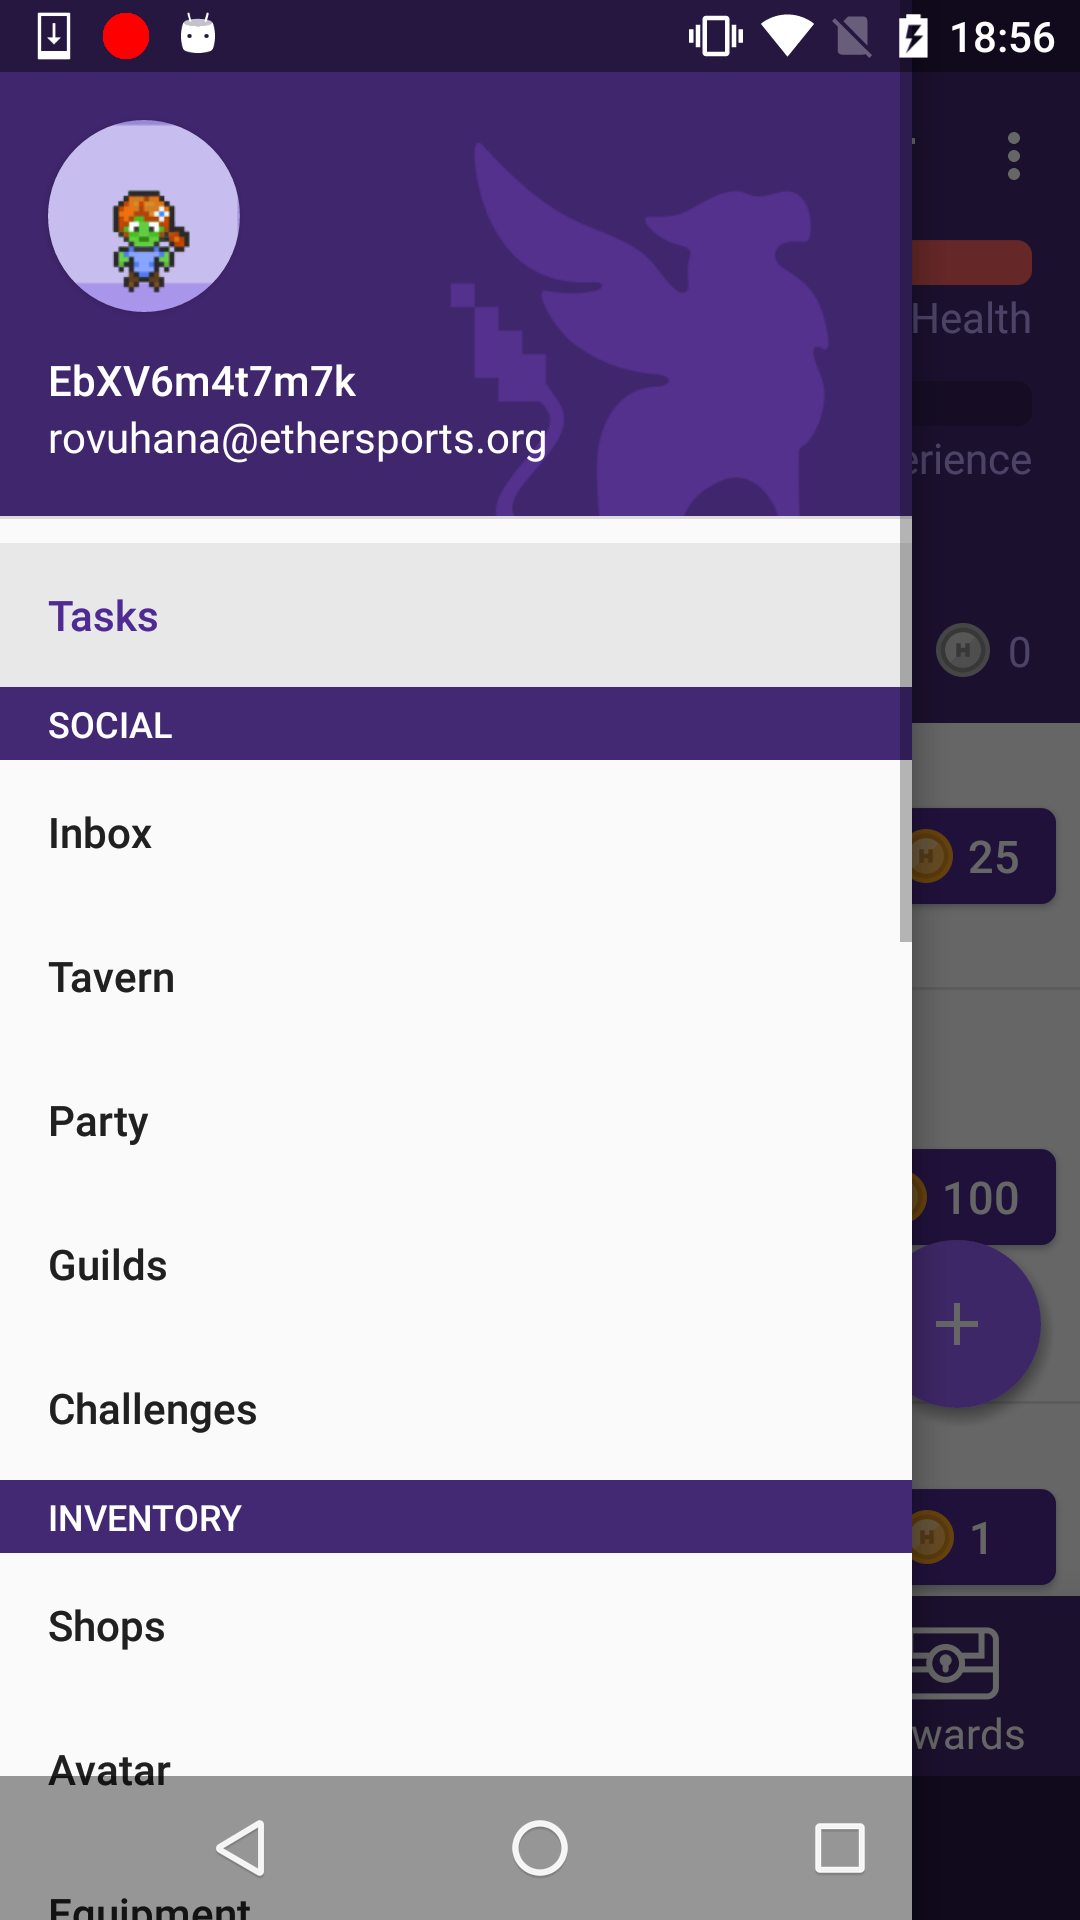 18:56
EbXV6m4t7m7k
rovuhana@ethersports.org
Health
erience
0
Tasks
SOCIAL
Inbox
25
Tavern
Party
100
Guilds
Challenges
INVENTORY
1
Shops
wards
Avatar
Equipment